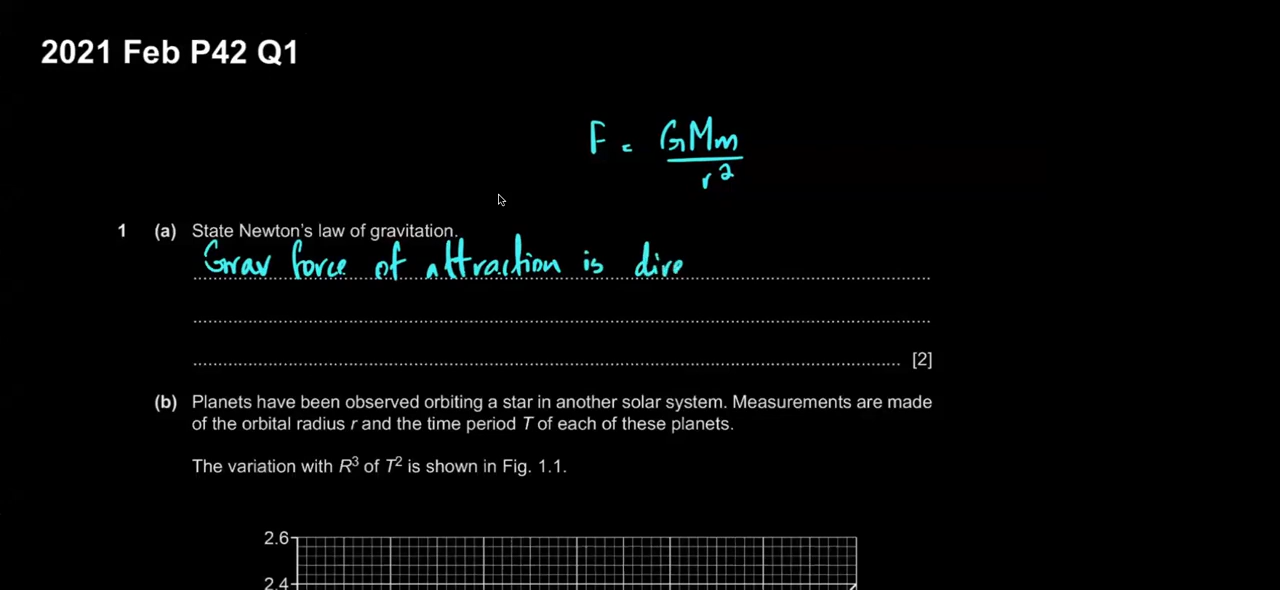 2021 Feb P42 Q1
F = GMm
r²
1 (a) State Newton's law of gravitation.
Grav force of attraction is dire
[2]
(b) Planets have been observed orbiting a star in another solar system. Measurements are made
of the orbital radius r and the time period T of each of these planets.
The variation with R³ of T² is shown in Fig. 1.1.
2.6
2.4